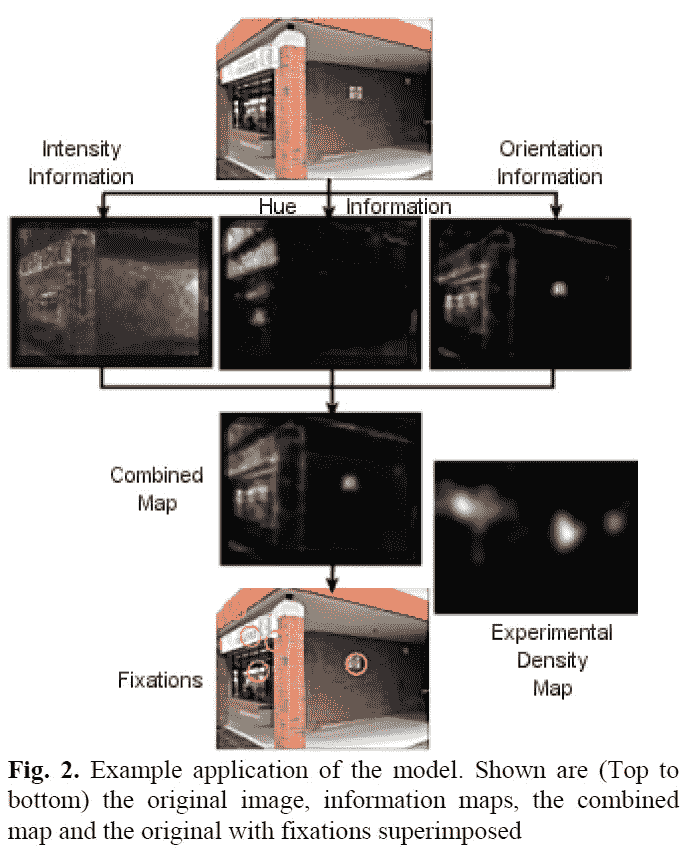 Intensity
Information
Orientation
Information
Hue Information
Combined
Map
Experimental
Density
Map
Fixations
Fig. 2. Example application of the model. Shown are (Top to
bottom) the original image, information maps, the combined
map and the original with fixations superimposed